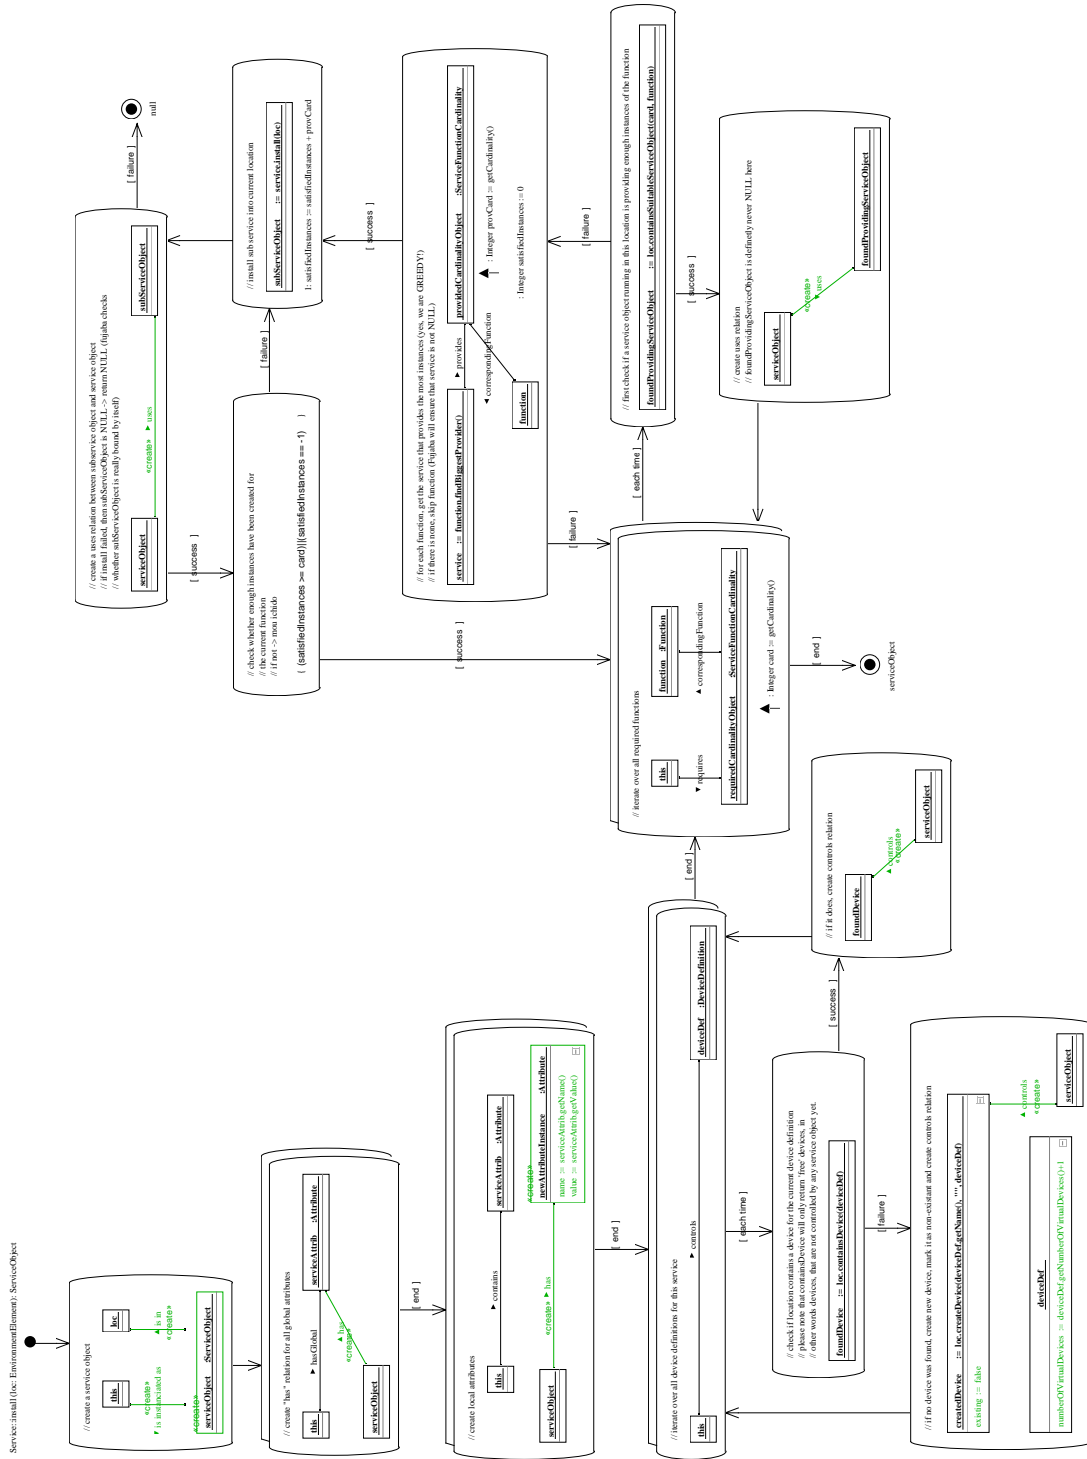 Service::install (loc: EnvironmentElement): ServiceObject
// create a service object
this
loc
«create»
▼ is instanciated as
▲ is in
«create»
«create»
serviceObject :ServiceObject
// create "has" relation for all global attributes
this
▶ hasGlobal
serviceAttrib :Attribute
▲ has
«create»
serviceObject
[ end ]
// create local attributes
this
▶ contains
serviceAttrib :Attribute
serviceObject
«create» ▶ has
«create»
newAttributeInstance :Attribute
name := serviceAttrib.getName()
value := serviceAttrib.getValue()
[ end ]
// iterate over all device definitions for this service
this
▶ controls
deviceDef :DeviceDefinition
[ each time ]
[ end ]
// check if location contains a device for the current device definition
// please note that containsDevice will only return 'free' devices, in
// other words devices, that are not controlled by any service object yet.
foundDevice := loc.containsDevice(deviceDef)
[ success ]
[ failure ]
// if it does, create controls relation
foundDevice
▲ controls
«create»
serviceObject
// if no device was found, create new device, mark it as non-existant and create controls relation
createdDevice := loc.createDevice(deviceDef.getName(), "", deviceDef)
existing := false
▲ controls
«create»
serviceObject
deviceDef
numberOfVirtualDevices := deviceDef.getNumberOfVirtualDevices()+1
// iterate over all required functions
this
function :Function
▼ requires
▲ correspondingFunction
requiredCardinalityObject :ServiceFunctionCardinality
: Integer card := getCardinality()
[ end ]
serviceObject
[ each time ]
// first check if a service object running in this location is providing enough instances of the function
foundProvidingServiceObject := loc.containsSuitableServiceObject(card, function)
[ success ]
[ failure ]
// create uses relation
// foundProvidingServiceObject is definetly never NULL here
serviceObject
«create»
▶ uses
foundProvidingServiceObject
// for each function, get the service that provides the most instances (yes, we are GREEDY!)
// if there is none, skip function (Fujaba will ensure that service is not NULL)
service := function.findBiggestProvider()
▶ provides
providedCardinalityObject :ServiceFunctionCardinality
: Integer provCard := getCardinality()
▲ correspondingFunction
function
: Integer satisfiedInstances := 0
[ failure ]
[ success ]
// install sub service into current location
subServiceObject := service.install(loc)
1: satisfiedInstances := satisfiedInstances + provCard
// create a uses relation between subservice object and service object
// if install failed, then subServiceObject is NULL -> return NULL (fujaba checks
// whether subServiceObject is really bound by itself)
serviceObject
«create» ▶ uses
subServiceObject
[ failure ]
null
[ success ]
// check whether enough instances have been created for
// the current function
// if not -> mou ichido
{ (satisfiedInstances >= card)||(satisfiedInstances == -1) }
[ failure ]
[ success ]